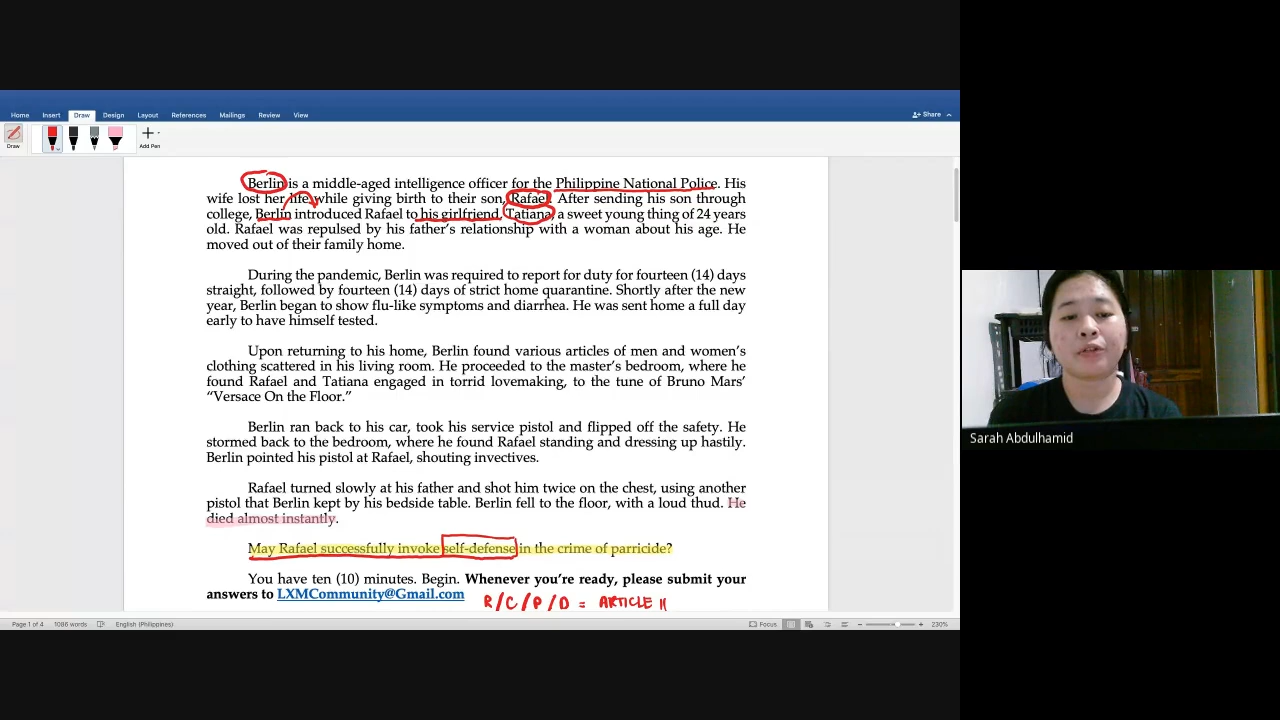 Home Insert Draw Design Layout References Mailings Review View Share
Draw Add Pen
Berlin is a middle-aged intelligence officer for the Philippine National Police. His
wife lost her life while giving birth to their son, Rafael. After sending his son through
college, Berlin introduced Rafael to his girlfriend, Tatiana, a sweet young thing of 24 years
old. Rafael was repulsed by his father's relationship with a woman about his age. He
moved out of their family home.
During the pandemic, Berlin was required to report for duty for fourteen (14) days
straight, followed by fourteen (14) days of strict home quarantine. Shortly after the new
year, Berlin began to show flu-like symptoms and diarrhea. He was sent home a full day
early to have himself tested.
Upon returning to his home, Berlin found various articles of men and women's
clothing scattered in his living room. He proceeded to the master's bedroom, where he
found Rafael and Tatiana engaged in torrid lovemaking, to the tune of Bruno Mars'
“Versace On the Floor.”
Berlin ran back to his car, took his service pistol and flipped off the safety. He
stormed back to the bedroom, where he found Rafael standing and dressing up hastily.
Berlin pointed his pistol at Rafael, shouting invectives.
Rafael turned slowly at his father and shot him twice on the chest, using another
pistol that Berlin kept by his bedside table. Berlin fell to the floor, with a loud thud. He
died almost instantly.
May Rafael successfully invoke self-defense in the crime of parricide?
You have ten (10) minutes. Begin. Whenever you're ready, please submit your
answers to LXMCommunity@Gmail.com
R/C/P/D = ARTICLE 11
Page 1 of 4 1086 words English (Philippines) Focus 230%
Sarah Abdulhamid